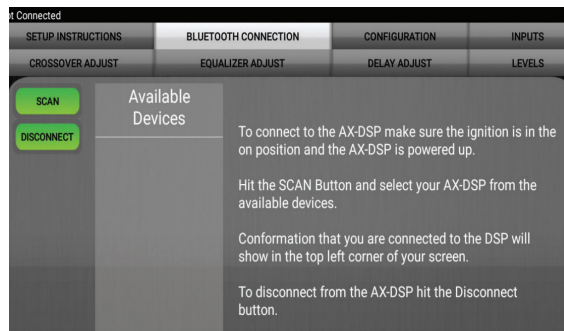 ot Connected
SETUP INSTRUCTIONS BLUETOOTH CONNECTION CONFIGURATION INPUTS
CROSSOVER ADJUST EQUALIZER ADJUST DELAY ADJUST LEVELS
SCAN
DISCONNECT
Available
Devices
To connect to the AX-DSP make sure the ignition is in the
on position and the AX-DSP is powered up.
Hit the SCAN Button and select your AX-DSP from the
available devices.
Conformation that you are connected to the DSP will
show in the top left corner of your screen.
To disconnect from the AX-DSP hit the Disconnect
button.